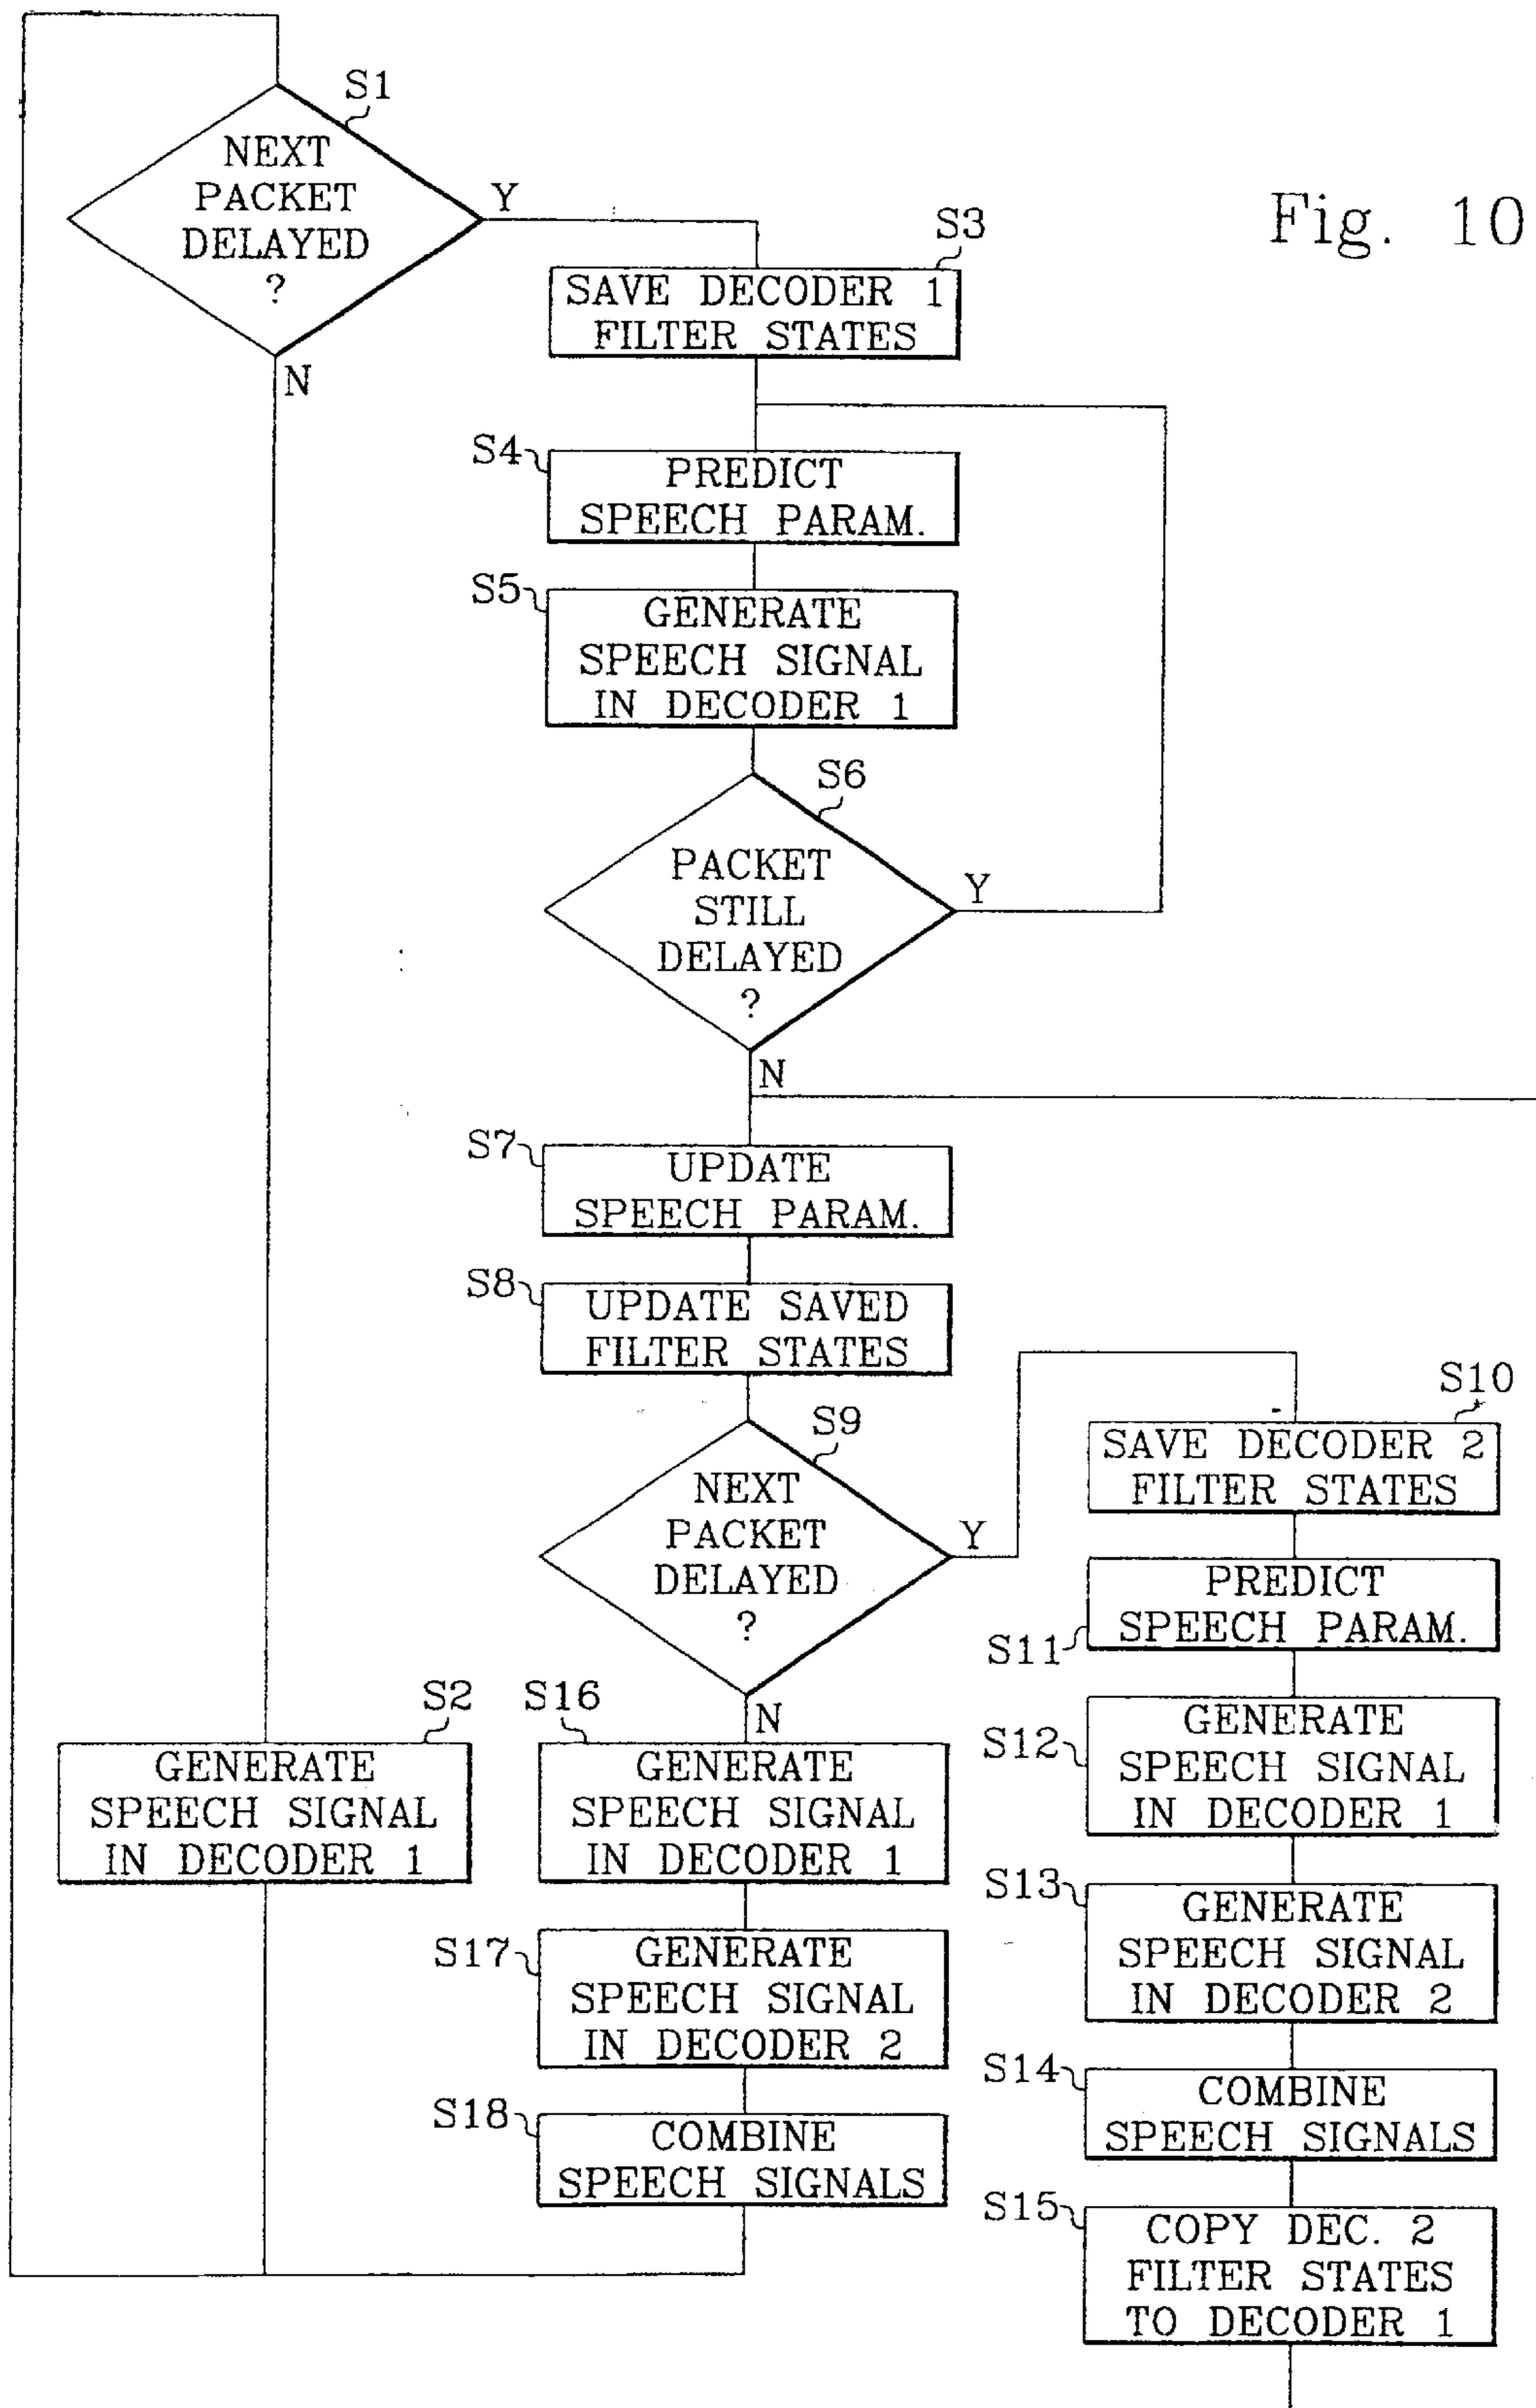 Fig. 10
S1
NEXT
PACKET
DELAYED
?
Y
N
S3
SAVE DECODER 1
FILTER STATES
S4
PREDICT
SPEECH PARAM.
S5
GENERATE
SPEECH SIGNAL
IN DECODER 1
S6
PACKET
STILL
DELAYED
?
Y
N
S7
UPDATE
SPEECH PARAM.
S8
UPDATE SAVED
FILTER STATES
S9
NEXT
PACKET
DELAYED
?
Y
N
S10
SAVE DECODER 2
FILTER STATES
S11
PREDICT
SPEECH PARAM.
S12
GENERATE
SPEECH SIGNAL
IN DECODER 1
S13
GENERATE
SPEECH SIGNAL
IN DECODER 2
S14
COMBINE
SPEECH SIGNALS
S15
COPY DEC. 2
FILTER STATES
TO DECODER 1
S2
GENERATE
SPEECH SIGNAL
IN DECODER 1
S16
GENERATE
SPEECH SIGNAL
IN DECODER 1
S17
GENERATE
SPEECH SIGNAL
IN DECODER 2
S18
COMBINE
SPEECH SIGNALS